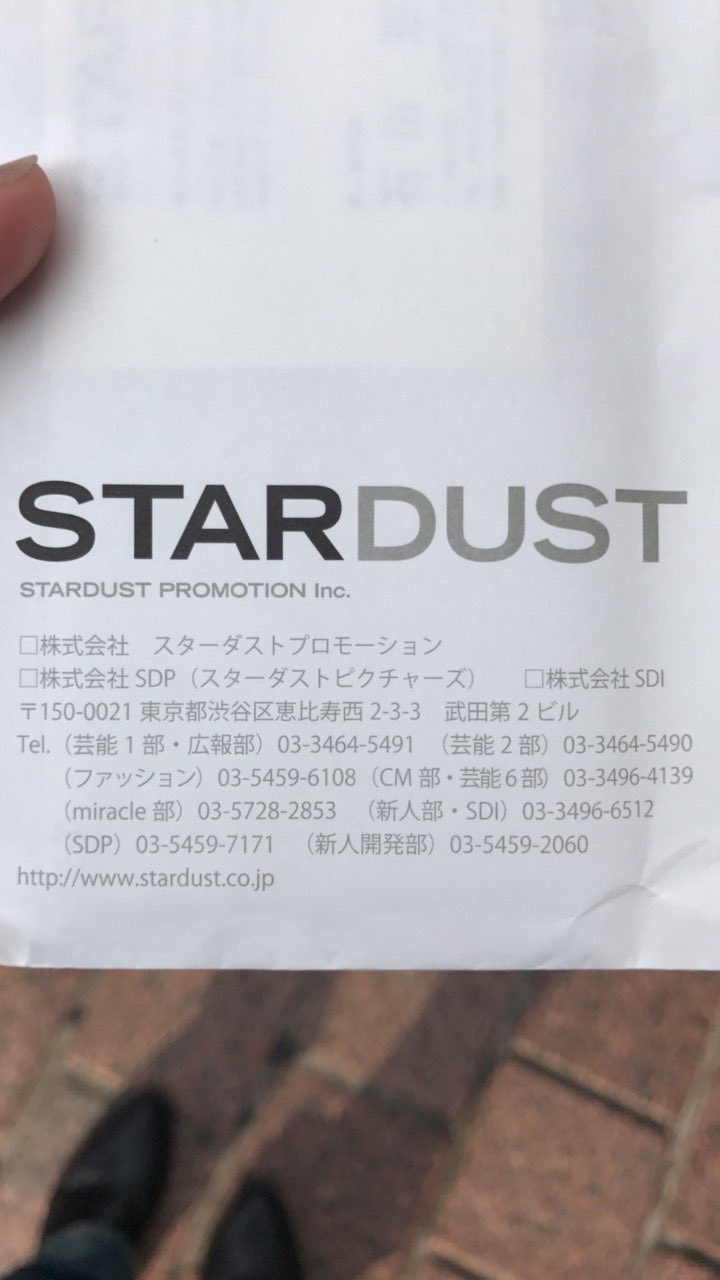 STARDUST
STARDUST PROMOTION Inc.
□株式会社　スターダストプロモーション
□株式会社 SDP（スターダストピクチャーズ）　□株式会社 SDI
〒150-0021 東京都渋谷区恵比寿西 2-3-3　武田第 2 ビル
Tel.（芸能 1 部・広報部）03-3464-5491　（芸能 2 部）03-3464-5490
（ファッション）03-5459-6108（CM 部・芸能 6 部）03-3496-4139
（miracle 部）03-5728-2853　（新人部・SDI）03-3496-6512
（SDP）03-5459-7171　（新人開発部）03-5459-2060
http://www.stardust.co.jp